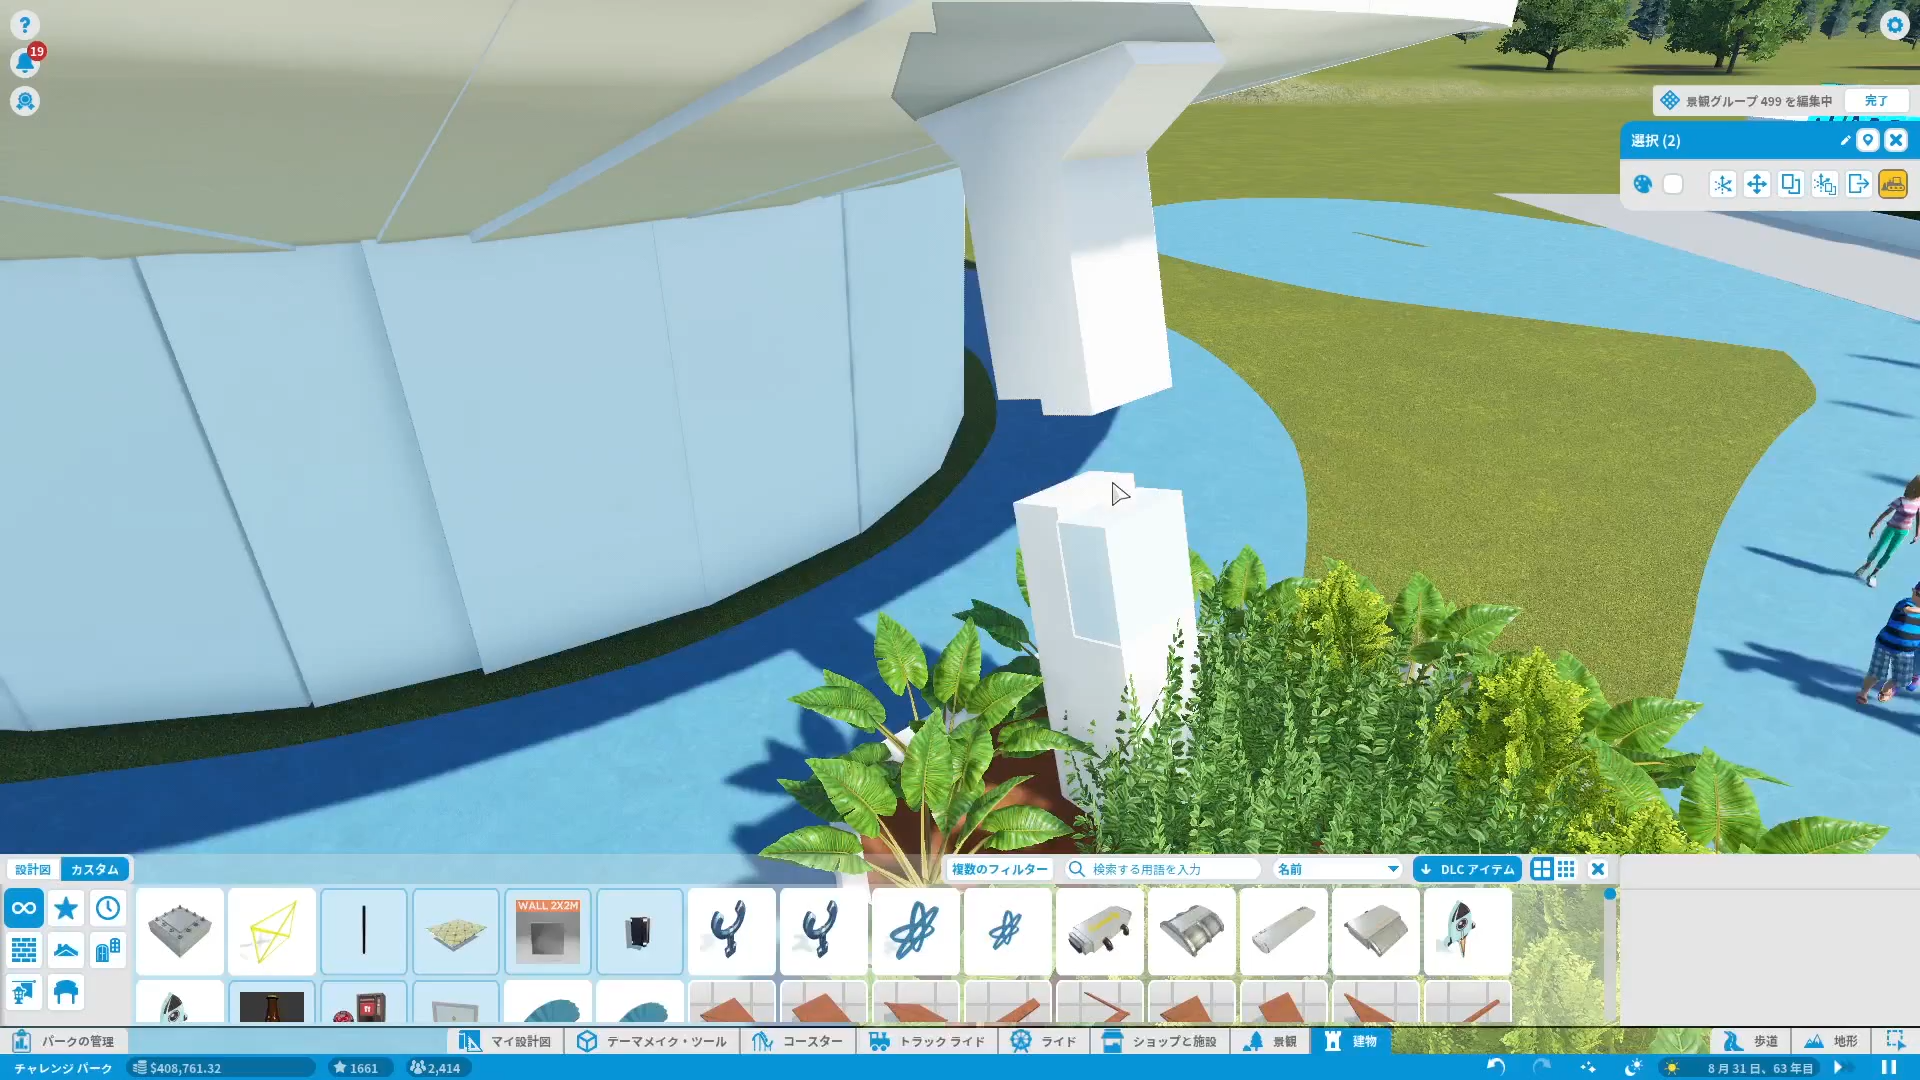 19
景観グループ 499 を編集中
完了
選択 (2)
設計図
カスタム
複数のフィルター
検索する用語を入力
名前
DLC アイテム
WALL 2X2M
パークの管理
マイ設計図
テーマメイク・ツール
コースター
トラック ライド
ライド
ショップと施設
景観
建物
歩道
地形
チャレンジ パーク
$408,761.32
1661
2,414
8 月 31 日、63 年目